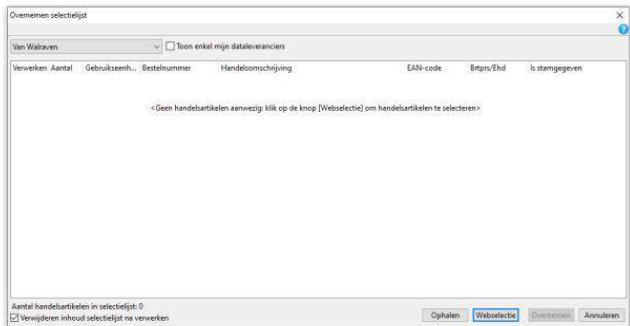 Overnemen selectielijst
Van Walraven
Toon enkel mijn dataleveranciers
Verwerken Aantal Gebruikseenh... Bestelnummer Handelsomschrijving EAN-code Brtprs/Ehd Is stamgegeven
<Geen handelsartikelen aanwezig: klik op de knop [Webselectie] om handelsartikelen te selecteren>
Aantal handelsartikelen in selectielijst: 0
Verwijderen inhoud selectielijst na verwerken
Ophalen Webselectie Overnemen Annuleren